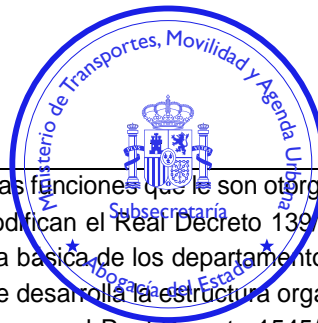 Ministerio de Transportes, Movilidad y Agenda Urbana
as funciones que le son otorg
Subsecretaría
odifican el Real Decreto 139/
a básica de los departamento
Abogacía del Estado
e desarrolla la estructura orga